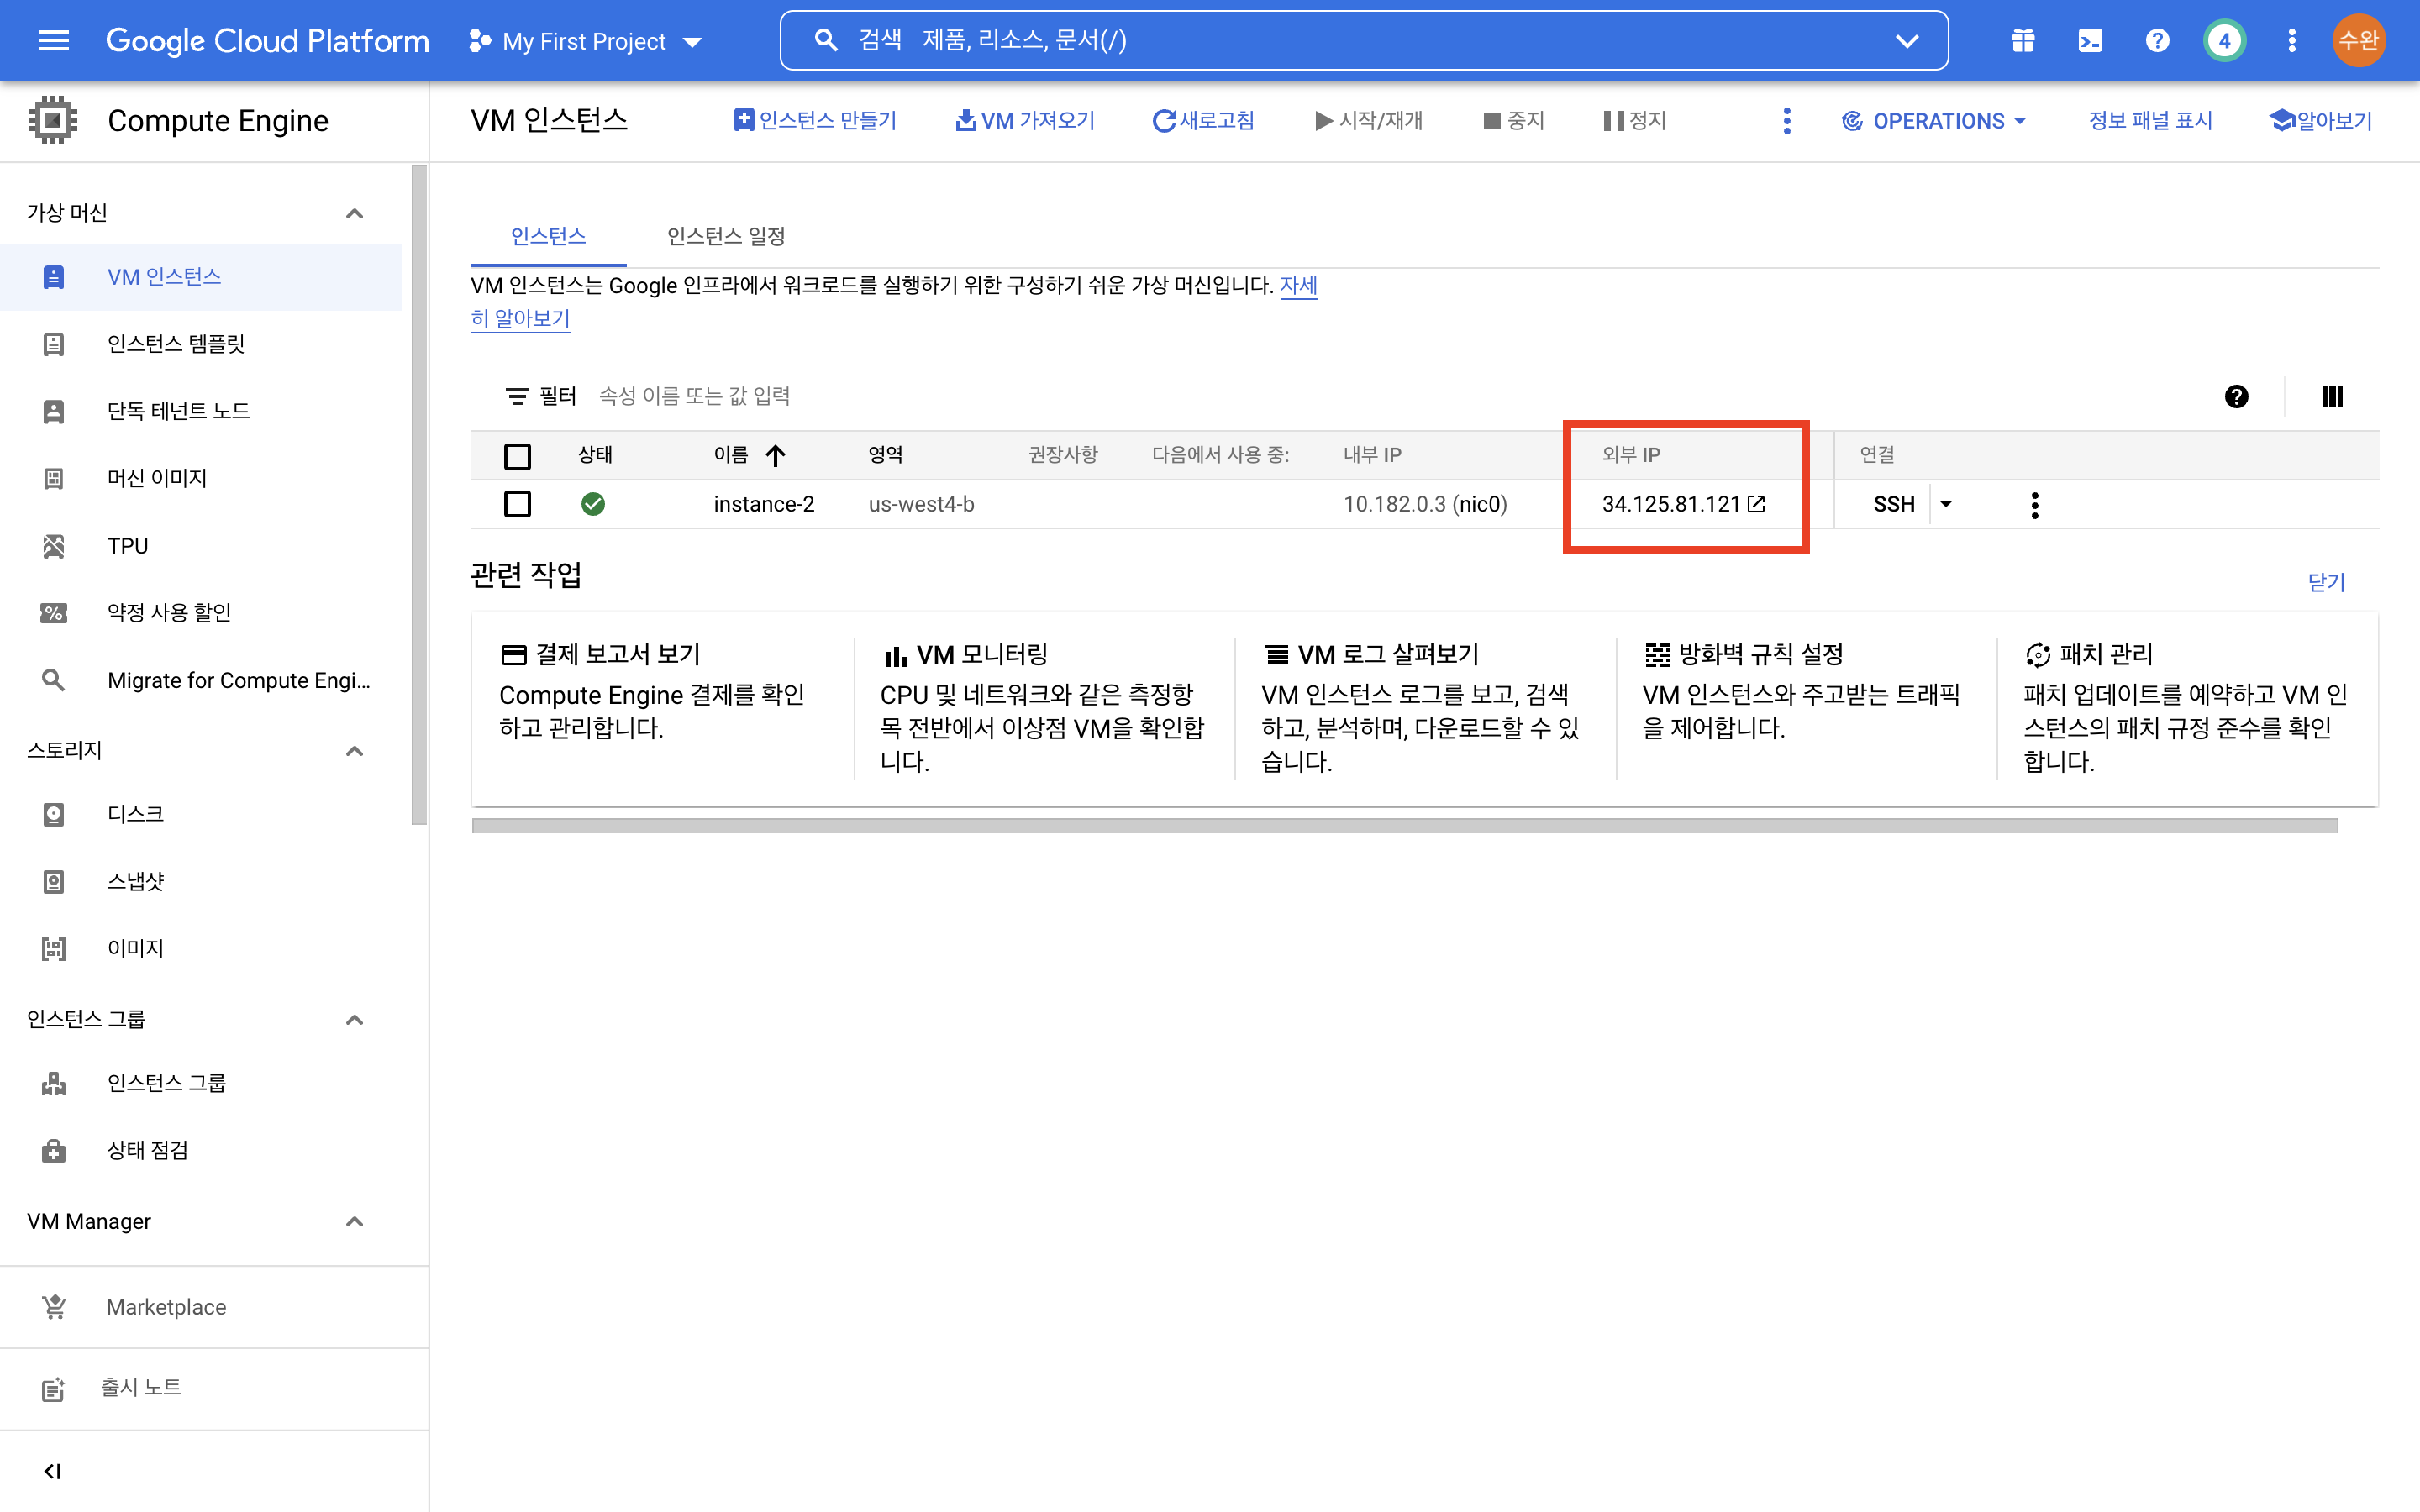 Google Cloud Platform
My First Project
검색 제품, 리소스, 문서(/)
4
수완
Compute Engine
VM 인스턴스
인스턴스 만들기
VM 가져오기
새로고침
시작/재개
중지
정지
OPERATIONS
정보 패널 표시
알아보기
가상 머신
VM 인스턴스
인스턴스 템플릿
단독 테넌트 노드
머신 이미지
TPU
약정 사용 할인
Migrate for Compute Engi...
스토리지
디스크
스냅샷
이미지
인스턴스 그룹
인스턴스 그룹
상태 점검
VM Manager
Marketplace
출시 노트
인스턴스
인스턴스 일정
VM 인스턴스는 Google 인프라에서 워크로드를 실행하기 위한 구성하기 쉬운 가상 머신입니다. 자세
히 알아보기
필터 속성 이름 또는 값 입력
상태 이름 영역 권장사항 다음에서 사용 중: 내부 IP 외부 IP 연결
instance-2 us-west4-b 10.182.0.3 (nic0) 34.125.81.121 SSH
관련 작업
닫기
결제 보고서 보기
Compute Engine 결제를 확인
하고 관리합니다.
VM 모니터링
CPU 및 네트워크와 같은 측정항
목 전반에서 이상점 VM을 확인합
니다.
VM 로그 살펴보기
VM 인스턴스 로그를 보고, 검색
하고, 분석하며, 다운로드할 수 있
습니다.
방화벽 규칙 설정
VM 인스턴스와 주고받는 트래픽
을 제어합니다.
패치 관리
패치 업데이트를 예약하고 VM 인
스턴스의 패치 규정 준수를 확인
합니다.